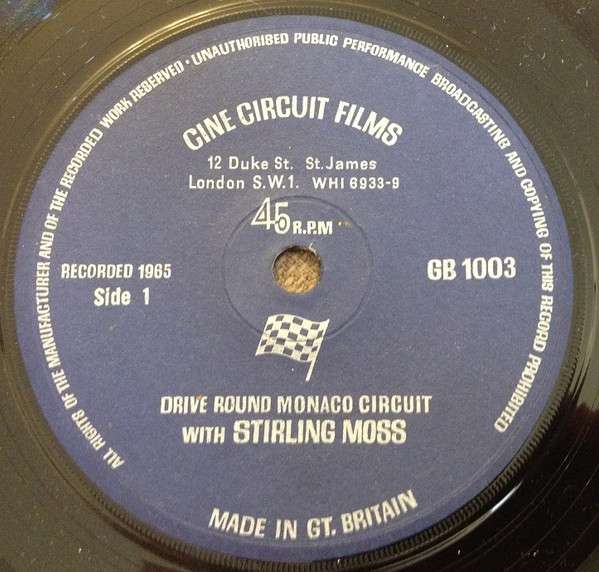 ALL RIGHTS OF THE MANUFACTURER AND OF THE RECORDED WORK RESERVED · UNAUTHORISED PUBLIC PERFORMANCE BROADCASTING AND COPYING OF THIS RECORD PROHIBITED
CINE CIRCUIT FILMS
12 Duke St. St. James
London S.W.1. WHI 6933-9
45 R.P.M
RECORDED 1965
Side 1
GB 1003
DRIVE ROUND MONACO CIRCUIT
WITH STIRLING MOSS
MADE IN GT. BRITAIN